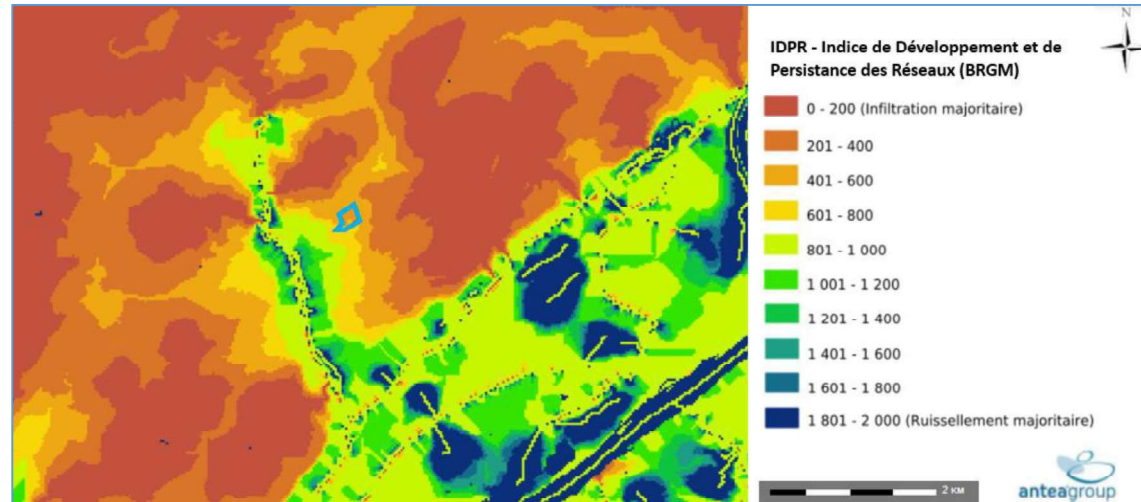 N
IDPR - Indice de Développement et de
Persistance des Réseaux (BRGM)
0 - 200 (Infiltration majoritaire)
201 - 400
401 - 600
601 - 800
801 - 1 000
1 001 - 1 200
1 201 - 1 400
1 401 - 1 600
1 601 - 1 800
1 801 - 2 000 (Ruissellement majoritaire)
2 KM
anteagroup